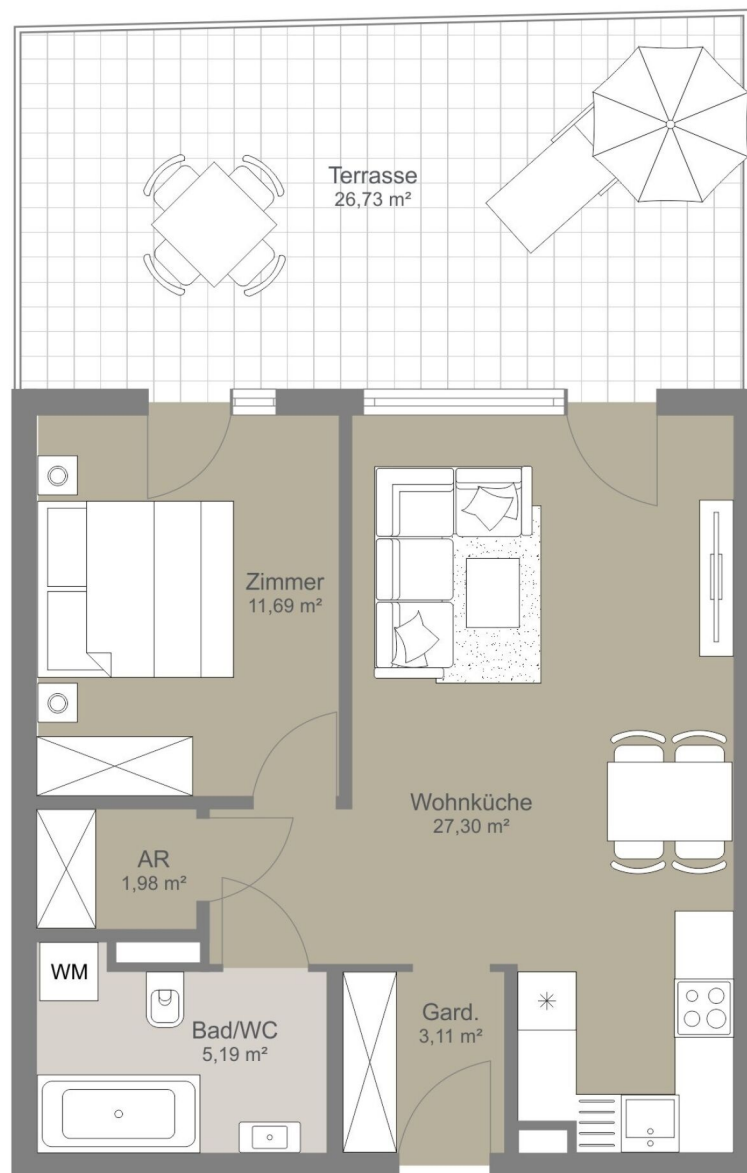 Terrasse
26,73 m²
Zimmer
11,69 m²
Wohnküche
27,30 m²
AR
1,98 m²
WM
Bad/WC
5,19 m²
Gard.
3,11 m²